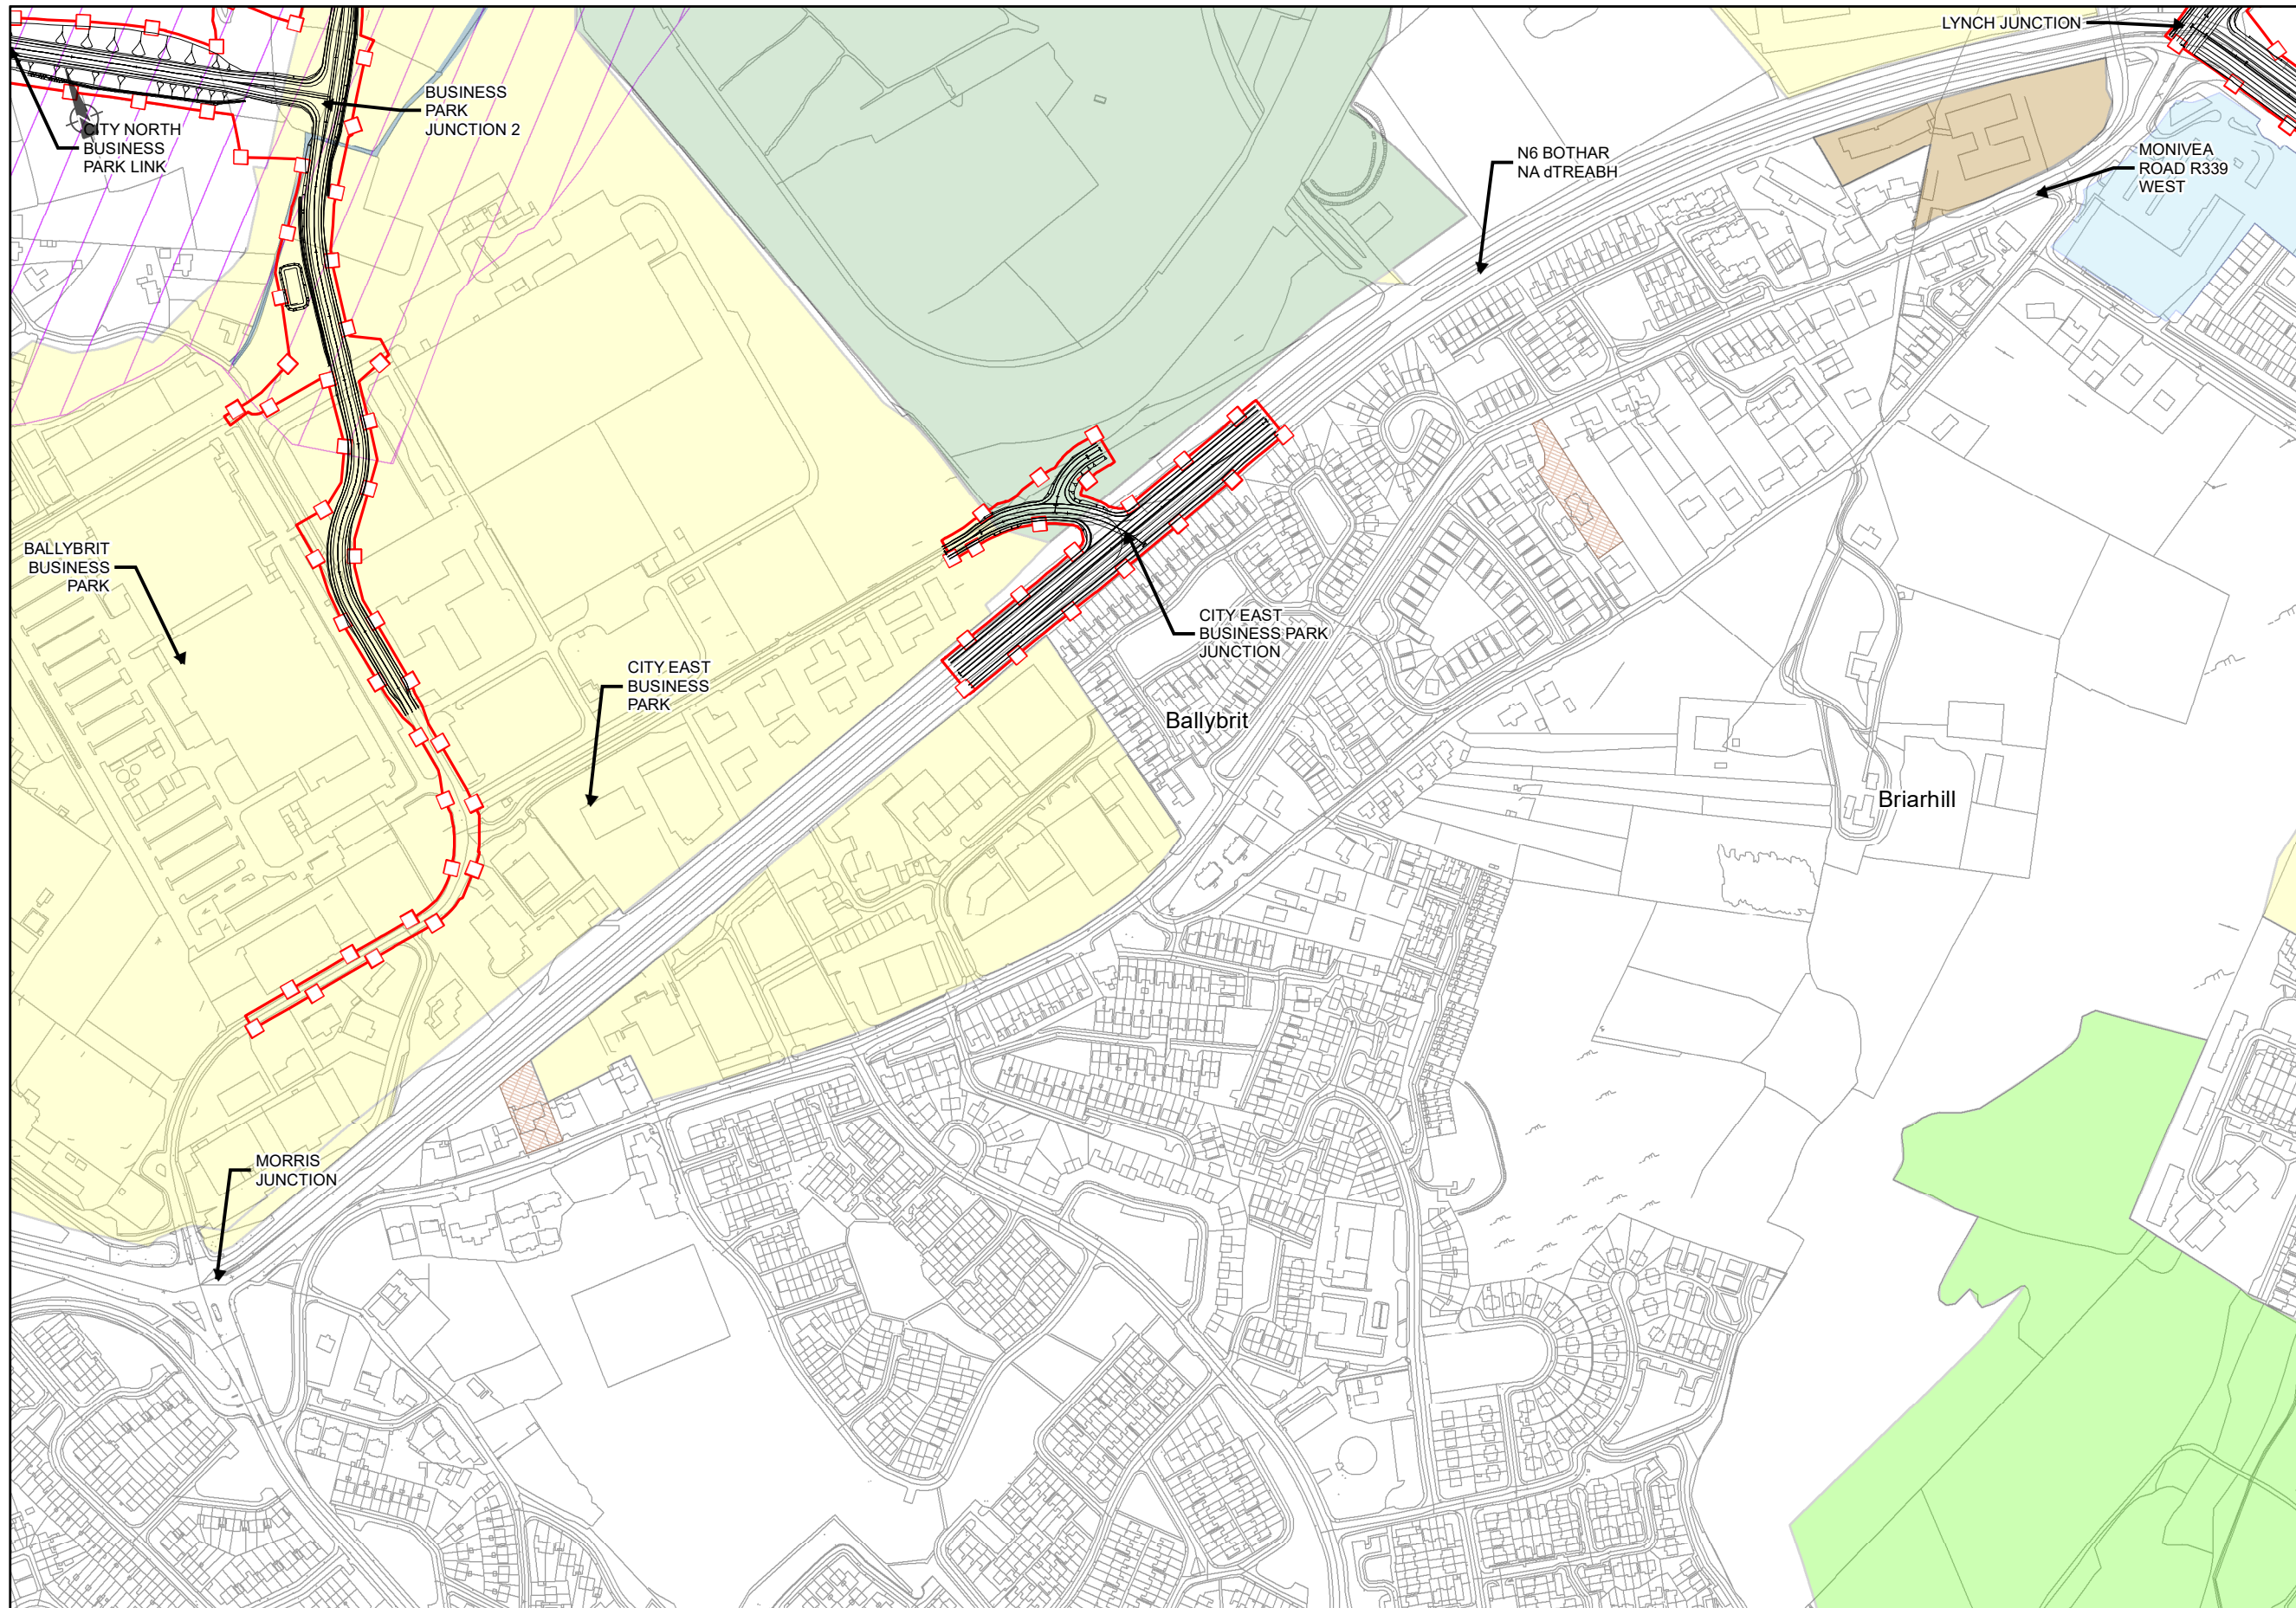 LYNCH JUNCTION
BUSINESS
PARK
JUNCTION 2
CITY NORTH
BUSINESS
PARK LINK
N6 BOTHAR
NA dTREABH
MONIVEA
ROAD R339
WEST
BALLYBRIT
BUSINESS
PARK
CITY EAST
BUSINESS PARK
JUNCTION
CITY EAST
BUSINESS
PARK
Ballybrit
Briarhill
MORRIS
JUNCTION